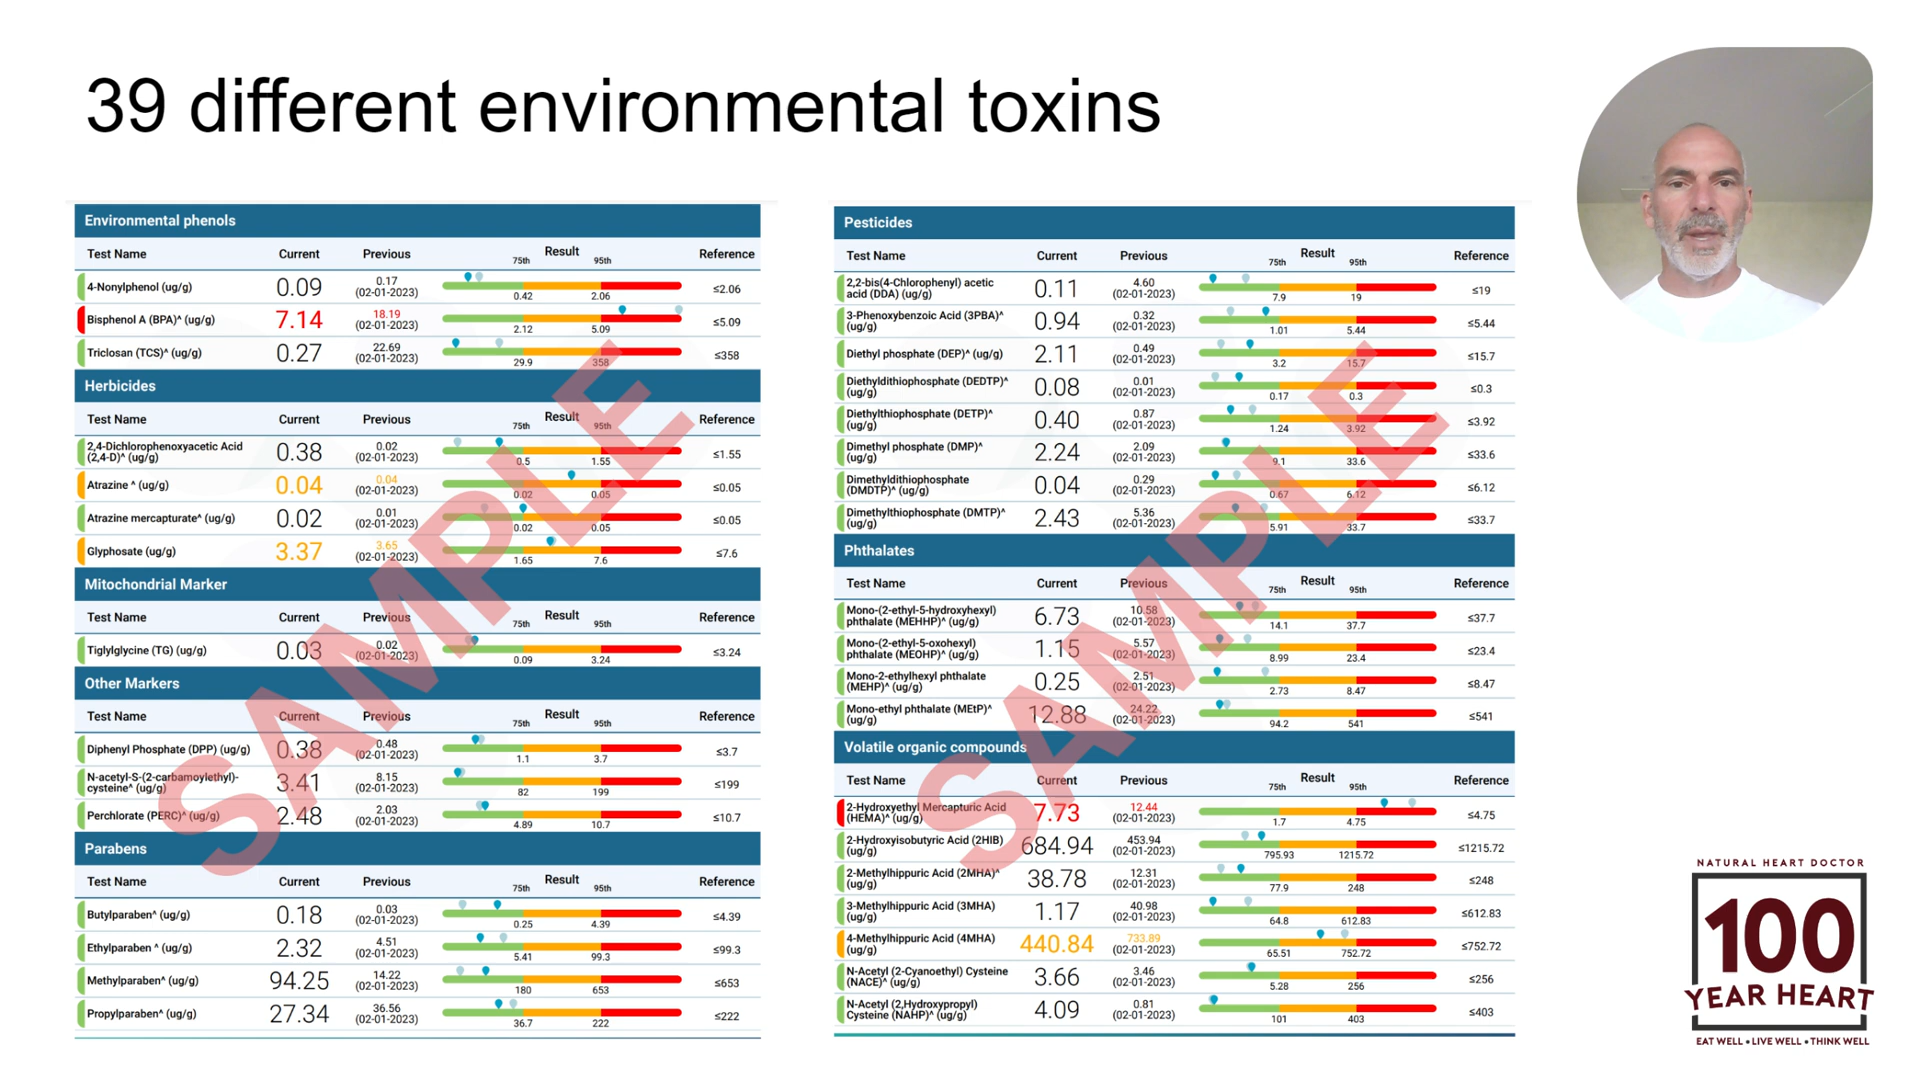 39 different environmental toxins
Environmental phenols
Test Name Current Previous 75th Result 95th Reference
4-Nonylphenol (ug/g) 0.09 0.17 (02-01-2023) 0.42 2.06 ≤2.06
Bisphenol A (BPA)^ (ug/g) 7.14 18.19 (02-01-2023) 2.12 5.09 ≤5.09
Triclosan (TCS)^ (ug/g) 0.27 22.69 (02-01-2023) 29.9 358 ≤358
Herbicides
Test Name Current Previous 75th Result 95th Reference
2,4-Dichlorophenoxyacetic Acid (2,4-D)^ (ug/g) 0.38 0.02 (02-01-2023) 0.5 1.55 ≤1.55
Atrazine ^ (ug/g) 0.04 0.04 (02-01-2023) 0.02 0.05 ≤0.05
Atrazine mercapturate^ (ug/g) 0.02 0.01 (02-01-2023) 0.02 0.05 ≤0.05
Glyphosate (ug/g) 3.37 3.65 (02-01-2023) 1.65 7.6 ≤7.6
Mitochondrial Marker
Test Name Current Previous 75th Result 95th Reference
Tiglylglycine (TG) (ug/g) 0.03 0.02 (02-01-2023) 0.09 3.24 ≤3.24
Other Markers
Test Name Current Previous 75th Result 95th Reference
Diphenyl Phosphate (DPP) (ug/g) 0.38 0.48 (02-01-2023) 1.1 3.7 ≤3.7
N-acetyl-S-(2-carbamoylethyl)-cysteine^ (ug/g) 3.41 8.15 (02-01-2023) 82 199 ≤199
Perchlorate (PERC)^ (ug/g) 2.48 2.03 (02-01-2023) 4.89 10.7 ≤10.7
Parabens
Test Name Current Previous 75th Result 95th Reference
Butylparaben^ (ug/g) 0.18 0.03 (02-01-2023) 0.25 4.39 ≤4.39
Ethylparaben ^ (ug/g) 2.32 4.51 (02-01-2023) 5.41 99.3 ≤99.3
Methylparaben^ (ug/g) 94.25 14.22 (02-01-2023) 180 653 ≤653
Propylparaben^ (ug/g) 27.34 36.56 (02-01-2023) 36.7 222 ≤222
SAMPLE
Pesticides
Test Name Current Previous 75th Result 95th Reference
2,2-bis(4-Chlorophenyl) acetic acid (DDA) (ug/g) 0.11 4.60 (02-01-2023) 7.9 19 ≤19
3-Phenoxybenzoic Acid (3PBA)^ (ug/g) 0.94 0.32 (02-01-2023) 1.01 5.44 ≤5.44
Diethyl phosphate (DEP)^ (ug/g) 2.11 0.49 (02-01-2023) 3.2 15.7 ≤15.7
Diethyldithiophosphate (DEDTP)^ (ug/g) 0.08 0.01 (02-01-2023) 0.17 0.3 ≤0.3
Diethylthiophosphate (DETP)^ (ug/g) 0.40 0.87 (02-01-2023) 1.24 3.92 ≤3.92
Dimethyl phosphate (DMP)^ (ug/g) 2.24 2.09 (02-01-2023) 9.1 33.6 ≤33.6
Dimethyldithiophosphate (DMDTP)^ (ug/g) 0.04 0.29 (02-01-2023) 0.67 6.12 ≤6.12
Dimethylthiophosphate (DMTP)^ (ug/g) 2.43 5.36 (02-01-2023) 5.91 33.7 ≤33.7
Phthalates
Test Name Current Previous 75th Result 95th Reference
Mono-(2-ethyl-5-hydroxyhexyl) phthalate (MEHHP)^ (ug/g) 6.73 10.58 (02-01-2023) 14.1 37.7 ≤37.7
Mono-(2-ethyl-5-oxohexyl) phthalate (MEOHP)^ (ug/g) 1.15 5.57 (02-01-2023) 8.99 23.4 ≤23.4
Mono-2-ethylhexyl phthalate (MEHP)^ (ug/g) 0.25 2.51 (02-01-2023) 2.73 8.47 ≤8.47
Mono-ethyl phthalate (MEtP)^ (ug/g) 12.88 24.22 (02-01-2023) 94.2 541 ≤541
Volatile organic compounds
Test Name Current Previous 75th Result 95th Reference
2-Hydroxyethyl Mercapturic Acid (HEMA)^ (ug/g) 7.73 12.44 (02-01-2023) 1.7 4.75 ≤4.75
2-Hydroxyisobutyric Acid (2HIB) (ug/g) 684.94 453.94 (02-01-2023) 795.93 1215.72 ≤1215.72
2-Methylhippuric Acid (2MHA)^ (ug/g) 38.78 12.31 (02-01-2023) 77.9 248 ≤248
3-Methylhippuric Acid (3MHA) (ug/g) 1.17 40.98 (02-01-2023) 64.8 612.83 ≤612.83
4-Methylhippuric Acid (4MHA) (ug/g) 440.84 733.89 (02-01-2023) 65.51 752.72 ≤752.72
N-Acetyl (2-Cyanoethyl) Cysteine (NACE)^ (ug/g) 3.66 3.46 (02-01-2023) 5.28 256 ≤256
N-Acetyl (2,Hydroxypropyl) Cysteine (NAHP)^ (ug/g) 4.09 0.81 (02-01-2023) 101 403 ≤403
SAMPLE
NATURAL HEART DOCTOR
100
YEAR HEART
EAT WELL • LIVE WELL • THINK WELL